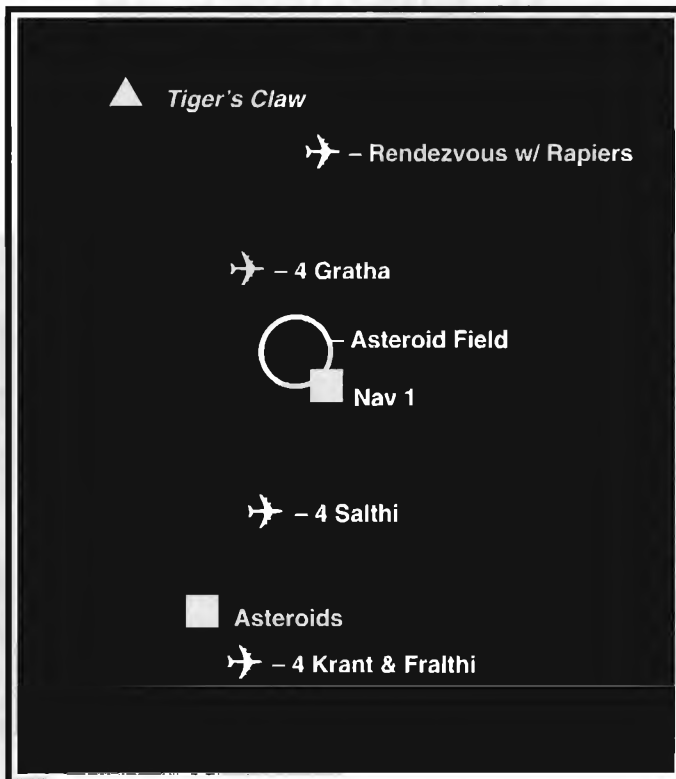 Tiger's Claw
– Rendezvous w/ Rapiers
– 4 Gratha
Asteroid Field
Nav 1
– 4 Salthi
Asteroids
– 4 Krant & Fralthi